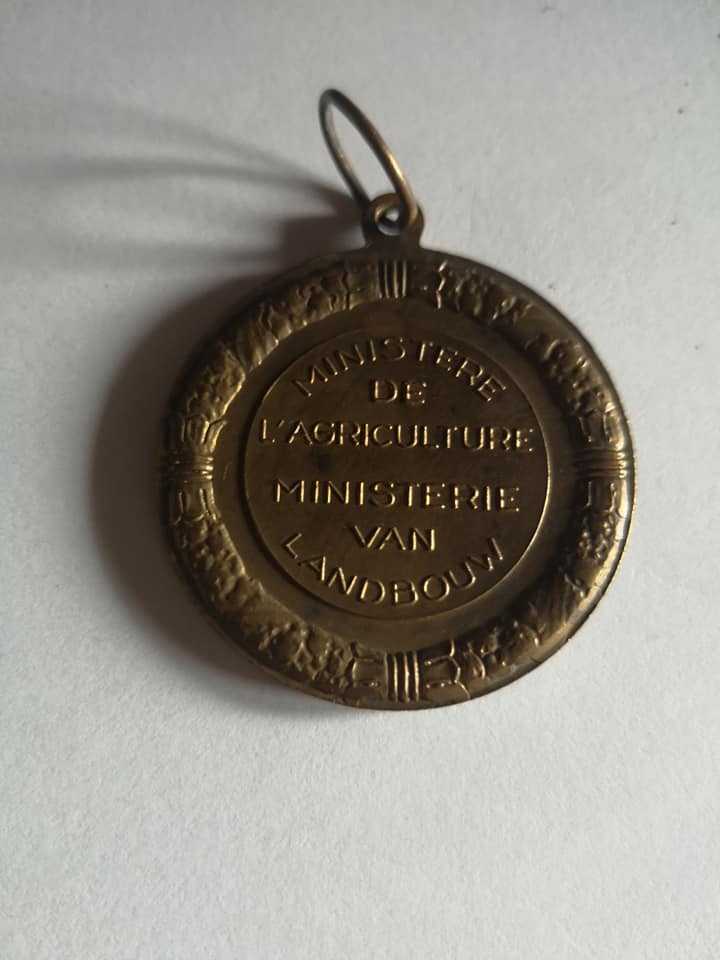 MINISTERE
DE
L'AGRICULTURE
MINISTERIE
VAN
LANDBOUW